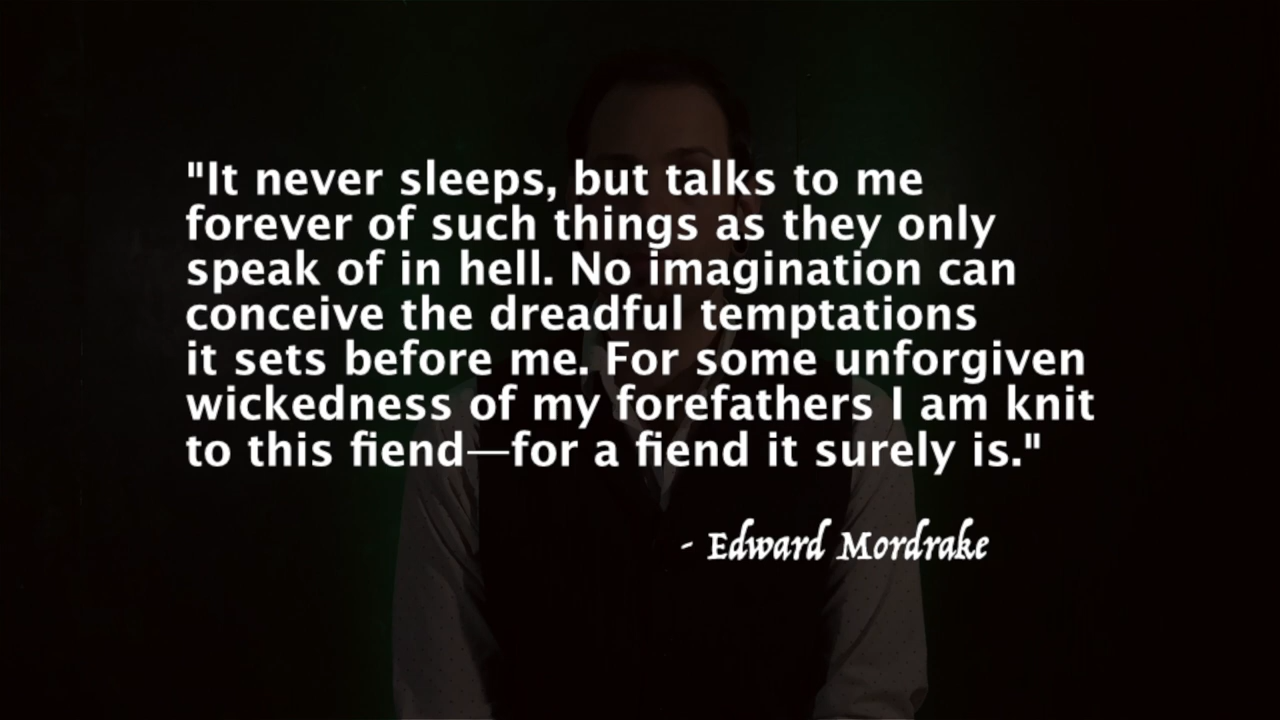 "It never sleeps, but talks to me
forever of such things as they only
speak of in hell. No imagination can
conceive the dreadful temptations
it sets before me. For some unforgiven
wickedness of my forefathers I am knit
to this fiend—for a fiend it surely is."
- Edward Mordrake